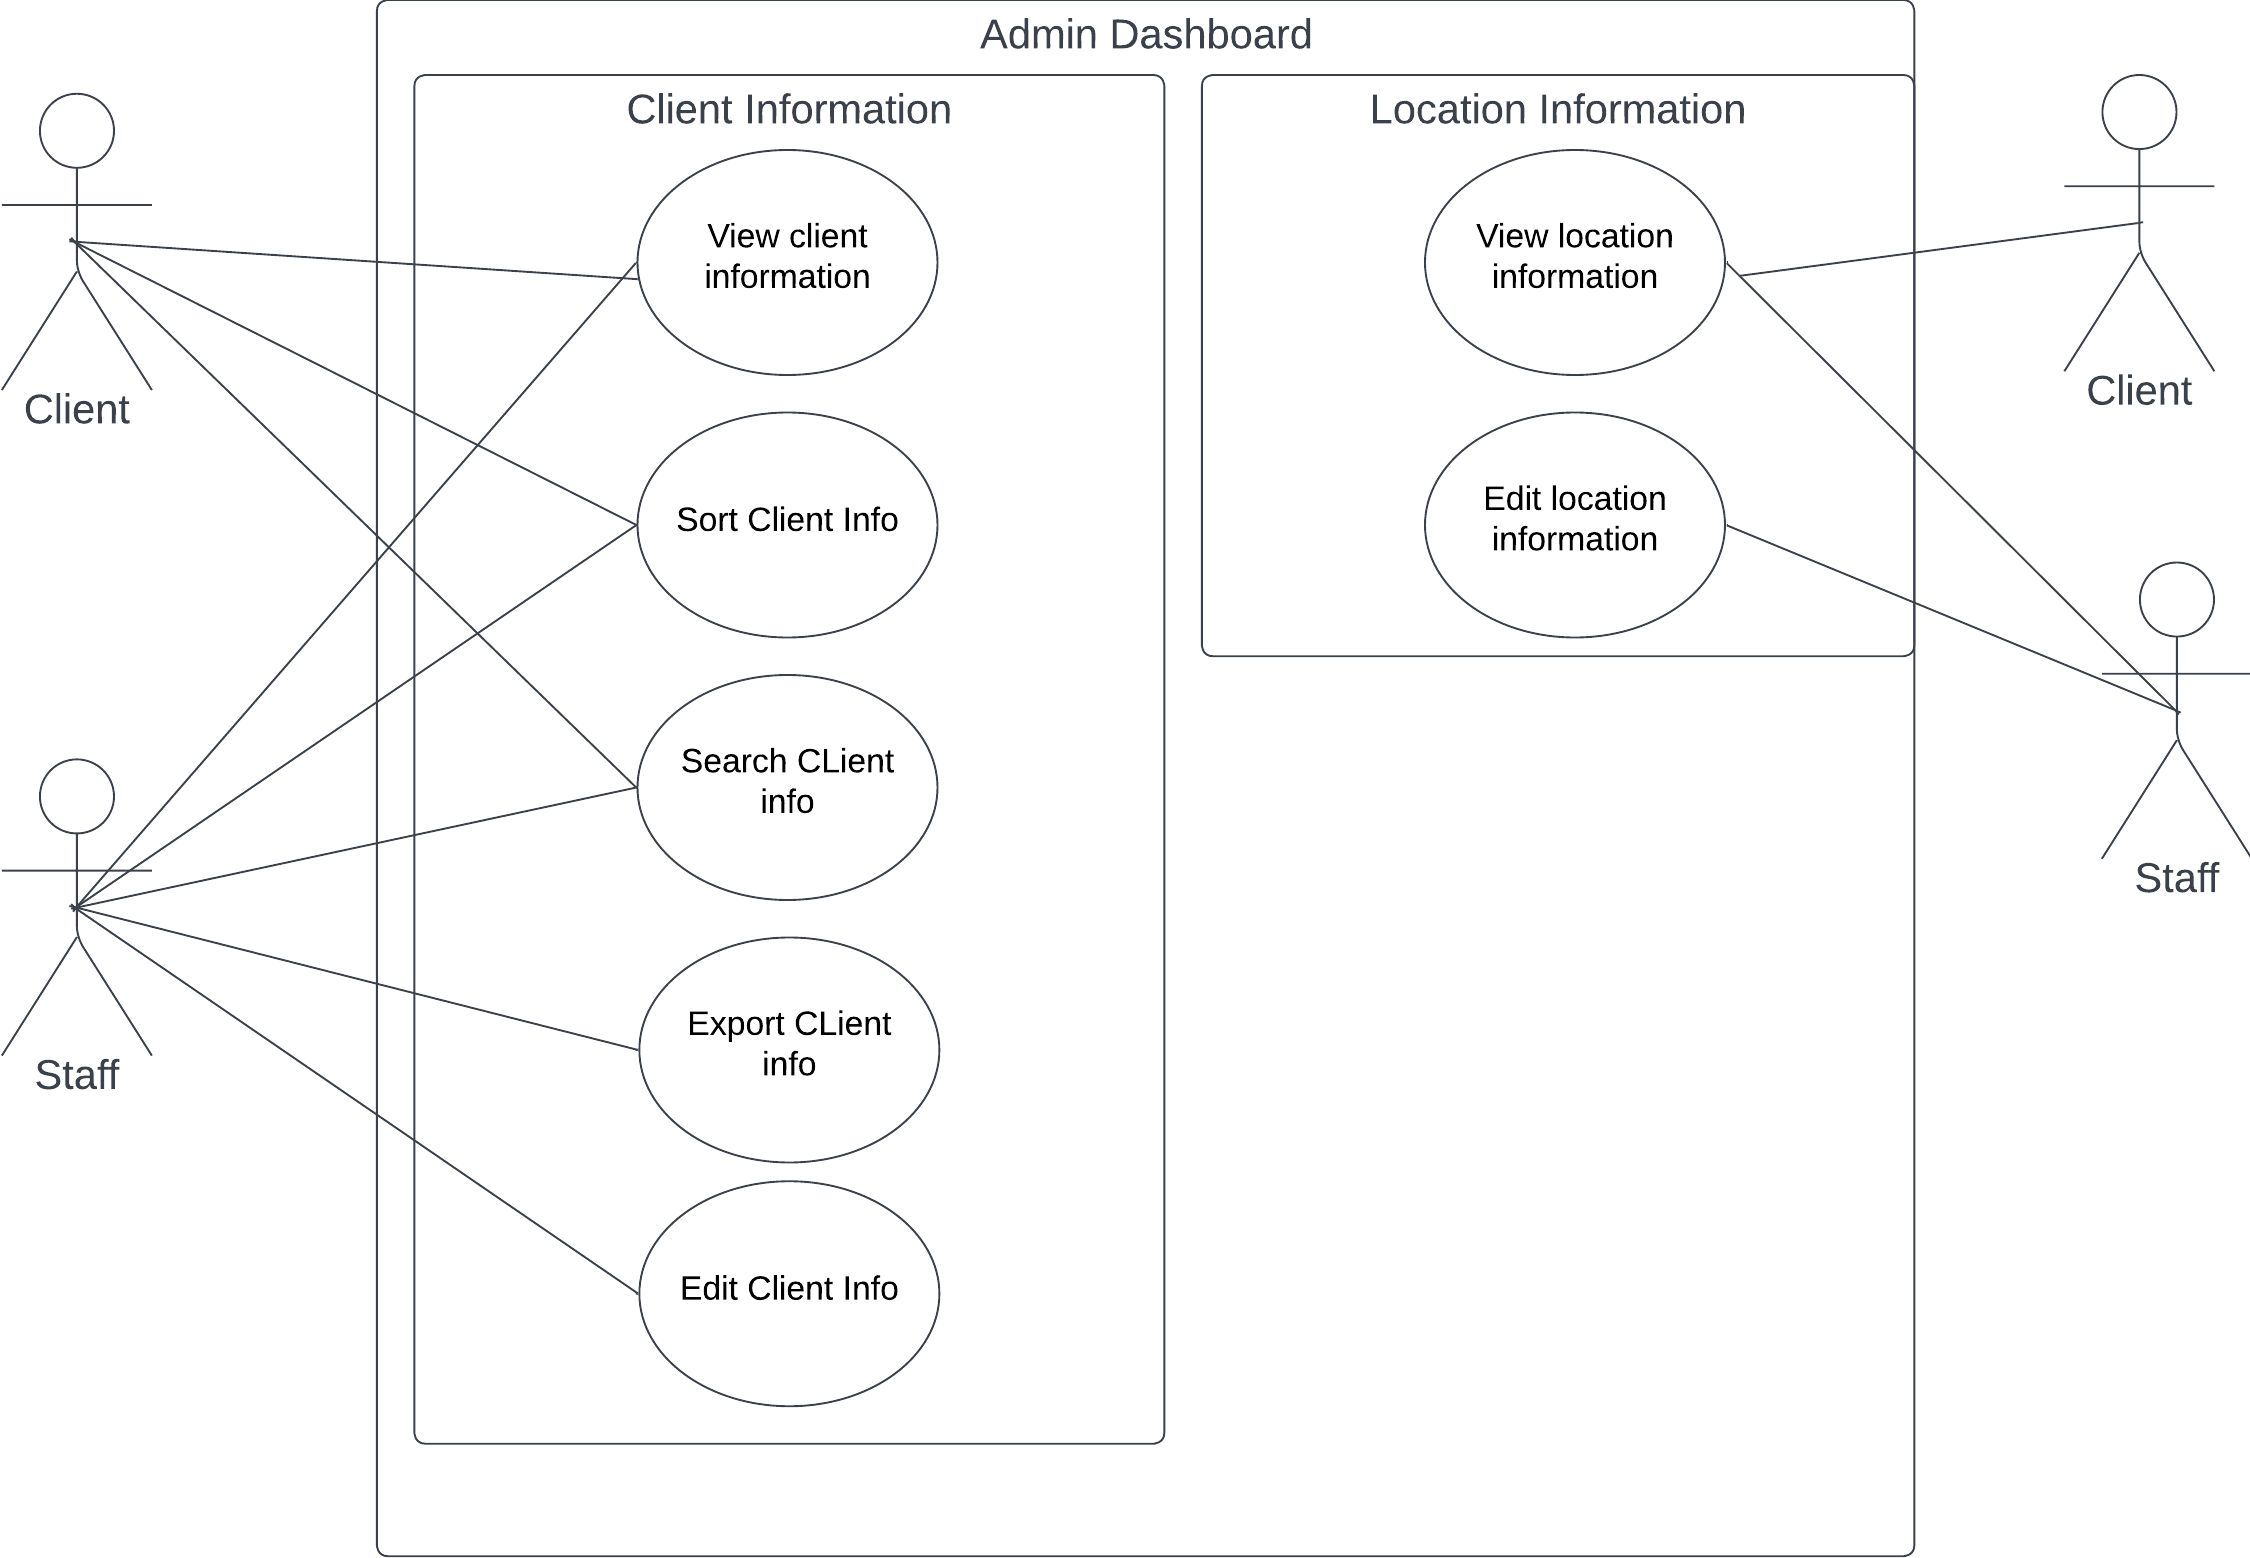 Admin Dashboard
Client Information
View client
information
Sort Client Info
Search CLient
info
Export CLient
info
Edit Client Info
Location Information
View location
information
Edit location
information
Client
Staff
Client
Staff